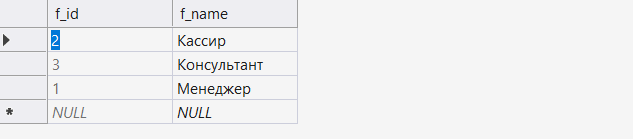 f_id f_name
2 Кассир
3 Консультант
1 Менеджер
* NULL NULL